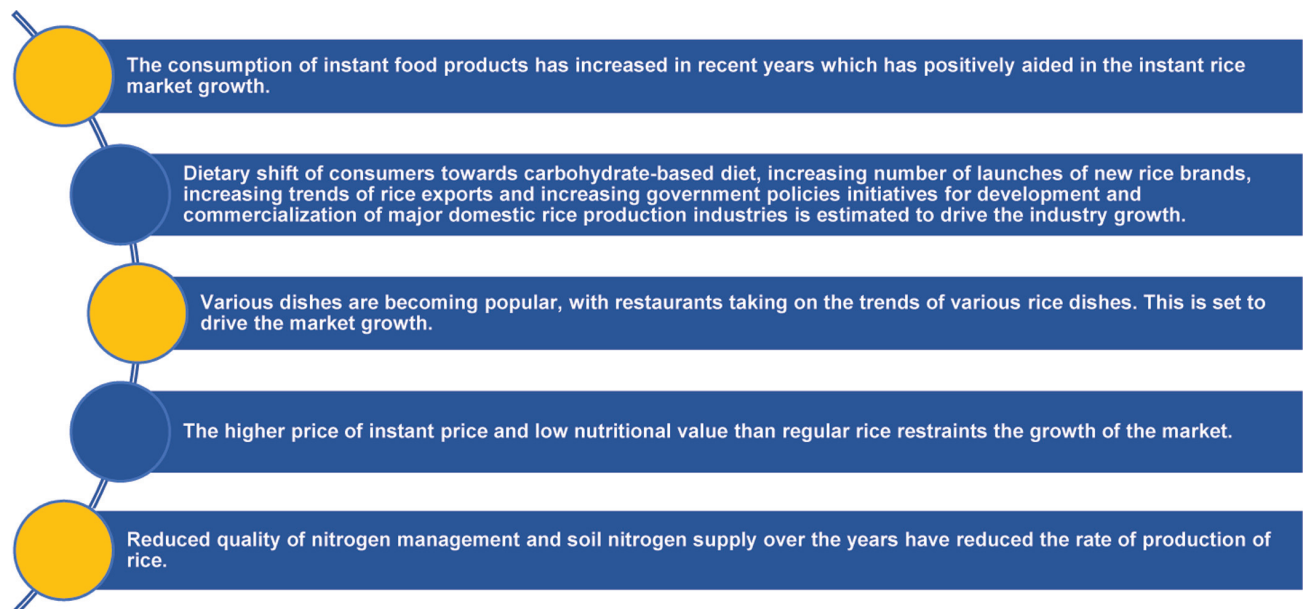 The consumption of instant food products has increased in recent years which has positively aided in the instant rice
market growth.
Dietary shift of consumers towards carbohydrate-based diet, increasing number of launches of new rice brands,
increasing trends of rice exports and increasing government policies initiatives for development and
commercialization of major domestic rice production industries is estimated to drive the industry growth.
Various dishes are becoming popular, with restaurants taking on the trends of various rice dishes. This is set to
drive the market growth.
The higher price of instant price and low nutritional value than regular rice restraints the growth of the market.
Reduced quality of nitrogen management and soil nitrogen supply over the years have reduced the rate of production of
rice.